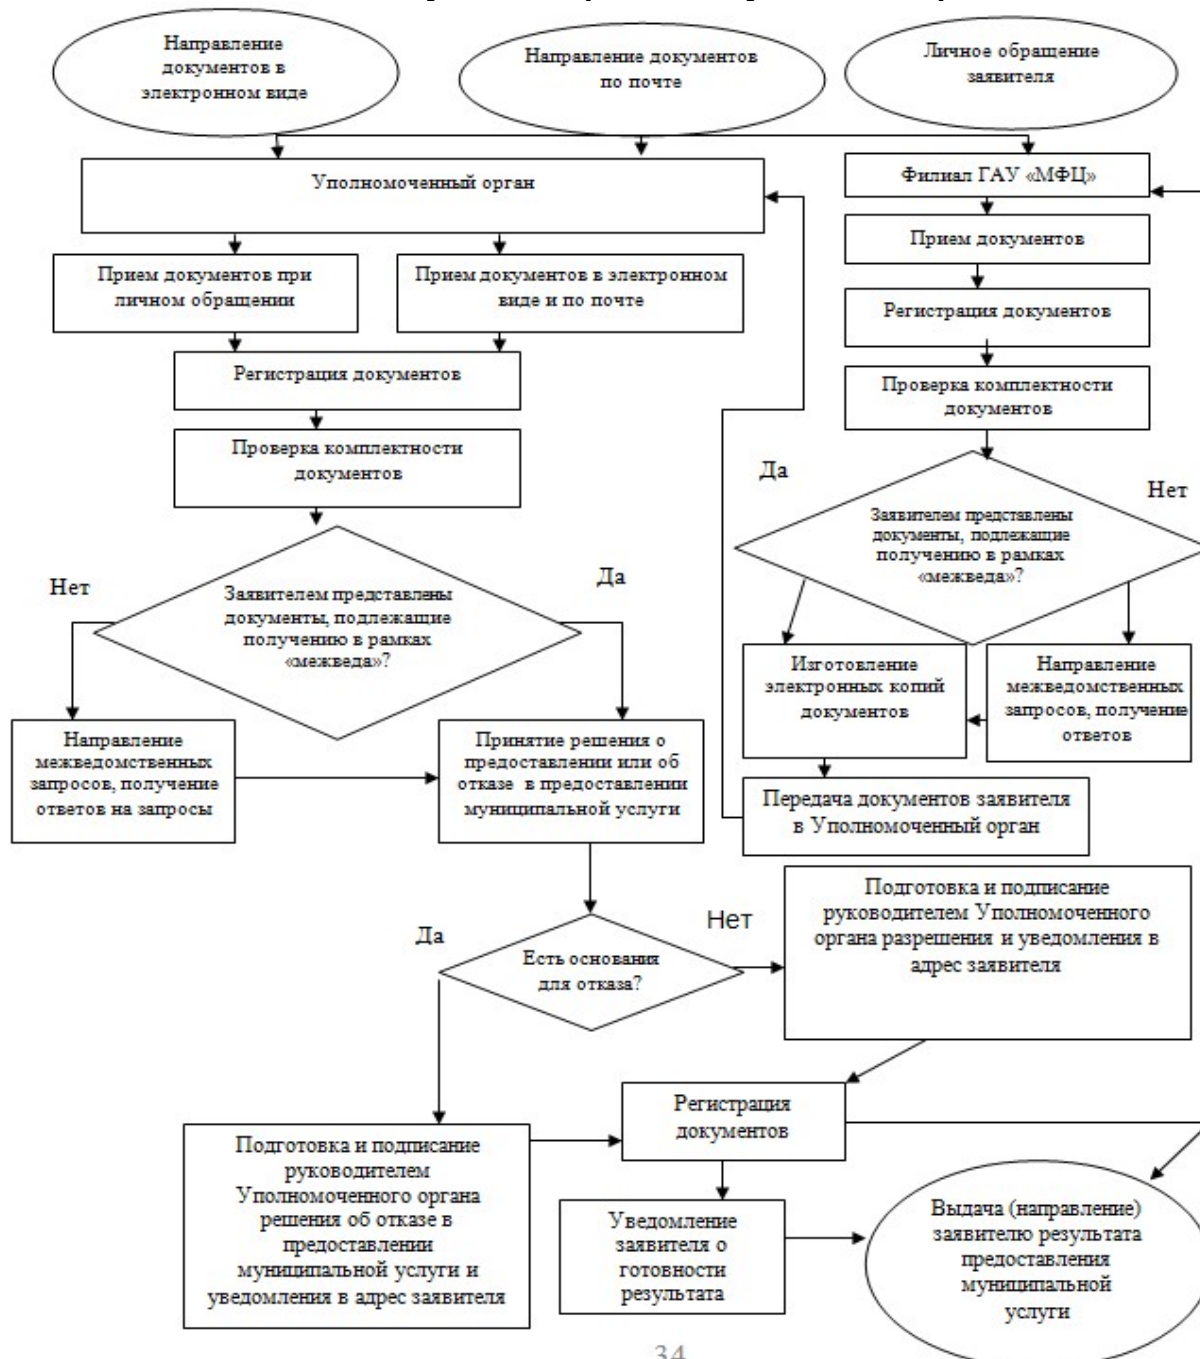 Направление
документов в
электронном виде
Направление документов
по почте
Личное обращение
заявителя
Уполномоченный орган
Филиал ГАУ «МФЦ»
Прием документов
Прием документов при
личном обращении
Прием документов в электронном
виде и по почте
Регистрация документов
Регистрация документов
Проверка комплектности
документов
Проверка комплектности
документов
Да
Нет
Заявителем представлены
документы, подлежащие
получению в рамках
«межведа»?
Нет
Да
Заявителем представлены
документы, подлежащие
получению в рамках
«межведа»?
Изготовление
электронных копий
документов
Направление
межведомственных
запросов, получение
ответов
Направление
межведомственных
запросов, получение
ответов на запросы
Принятие решения о
предоставлении или об
отказе в предоставлении
муниципальной услуги
Передача документов заявителя
в Уполномоченный орган
Да
Нет
Есть основания
для отказа?
Подготовка и подписание
руководителем Уполномоченного
органа разрешения и уведомления в
адрес заявителя
Регистрация
документов
Подготовка и подписание
руководителем
Уполномоченного органа
решения об отказе в
предоставлении
муниципальной услуги и
уведомления в адрес заявителя
Уведомление
заявителя о
готовности
результата
Выдача (направление)
заявителю результата
предоставления
муниципальной
услуги
34